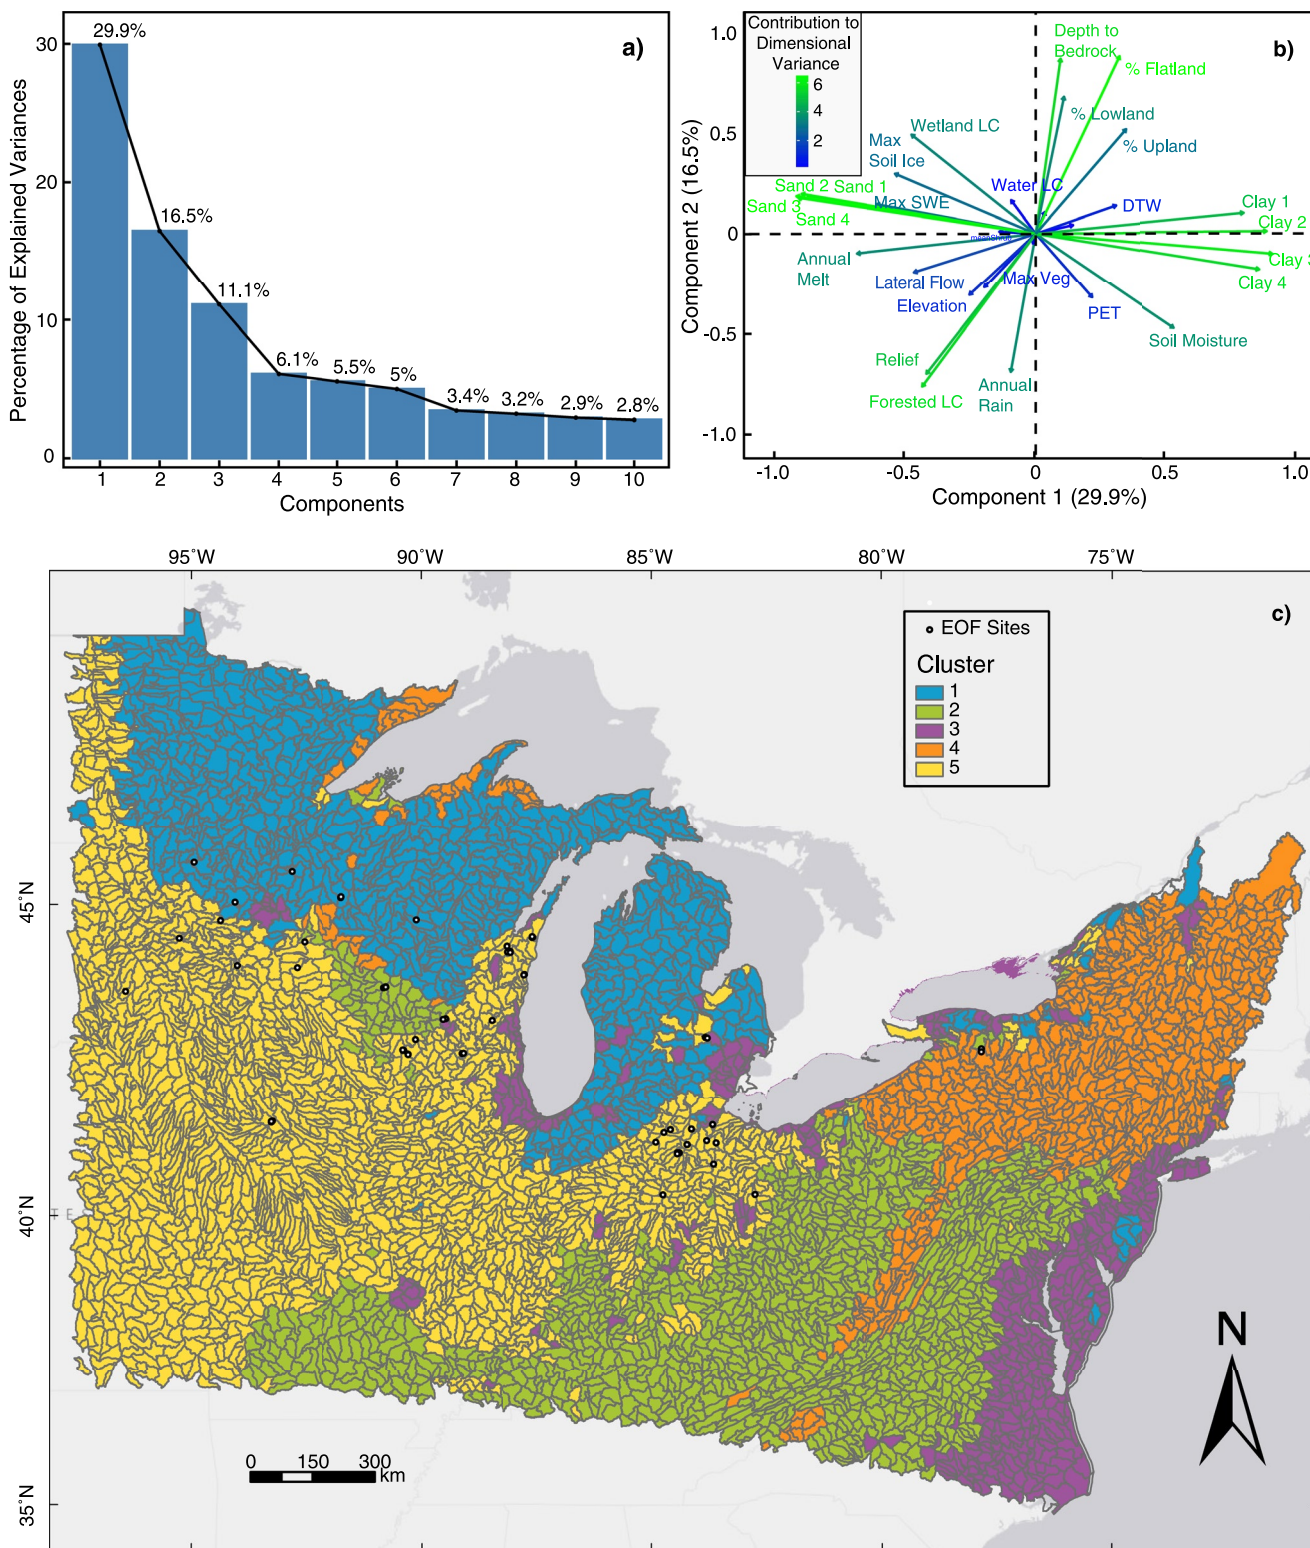 a)
Percentage of Explained Variances
30
20
10
0
29.9%
16.5%
11.1%
6.1%
5.5%
5%
3.4%
3.2%
2.9%
2.8%
1 2 3 4 5 6 7 8 9 10
Components
b)
Contribution to
Dimensional
Variance
6
4
2
Component 2 (16.5%)
1.0
0.5
0
-0.5
-1.0
Depth to
Bedrock
% Flatland
% Lowland
% Upland
Wetland LC
Max
Soil Ice
Water LC
Sand 2
Sand 1
Sand 3
Sand 4
Max SWE
DTW
Clay 1
Clay 2
Clay 3
Clay 4
Annual
Melt
Lateral Flow
Elevation
Max Veg
PET
Soil Moisture
Relief
Forested LC
Annual
Rain
-1.0 -0.5 0 0.5 1.0
Component 1 (29.9%)
95°W 90°W 85°W 80°W 75°W
c)
EOF Sites
Cluster
1
2
3
4
5
45°N
40°N
35°N
T E
N
0 150 300
km